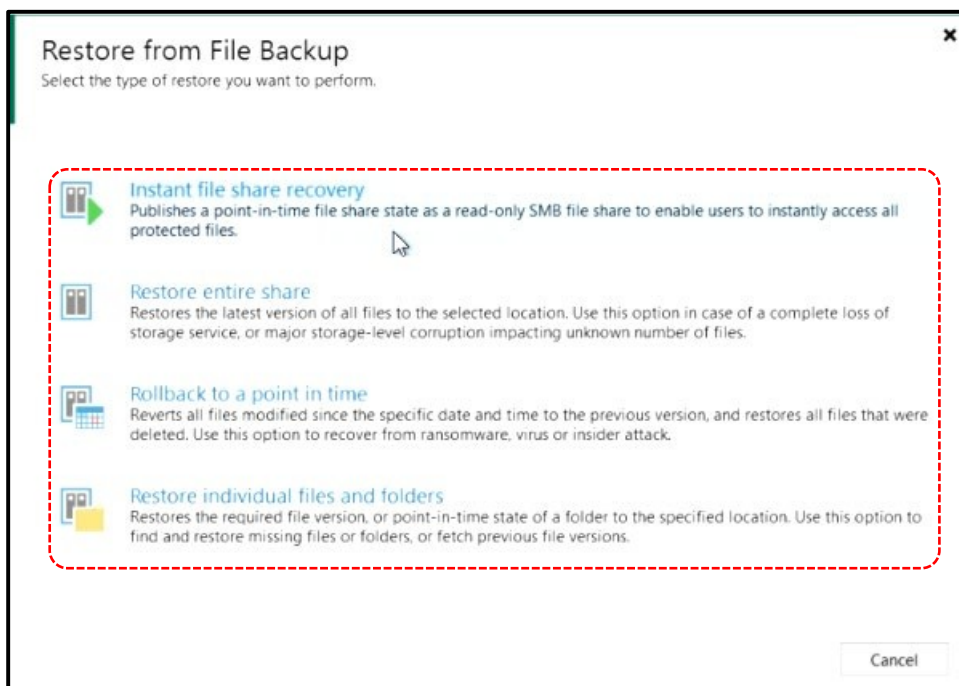 Restore from File Backup
Select the type of restore you want to perform.
Instant file share recovery
Publishes a point-in-time file share state as a read-only SMB file share to enable users to instantly access all
protected files.
Restore entire share
Restores the latest version of all files to the selected location. Use this option in case of a complete loss of
storage service, or major storage-level corruption impacting unknown number of files.
Rollback to a point in time
Reverts all files modified since the specific date and time to the previous version, and restores all files that were
deleted. Use this option to recover from ransomware, virus or insider attack.
Restore individual files and folders
Restores the required file version, or point-in-time state of a folder to the specified location. Use this option to
find and restore missing files or folders, or fetch previous file versions.
Cancel